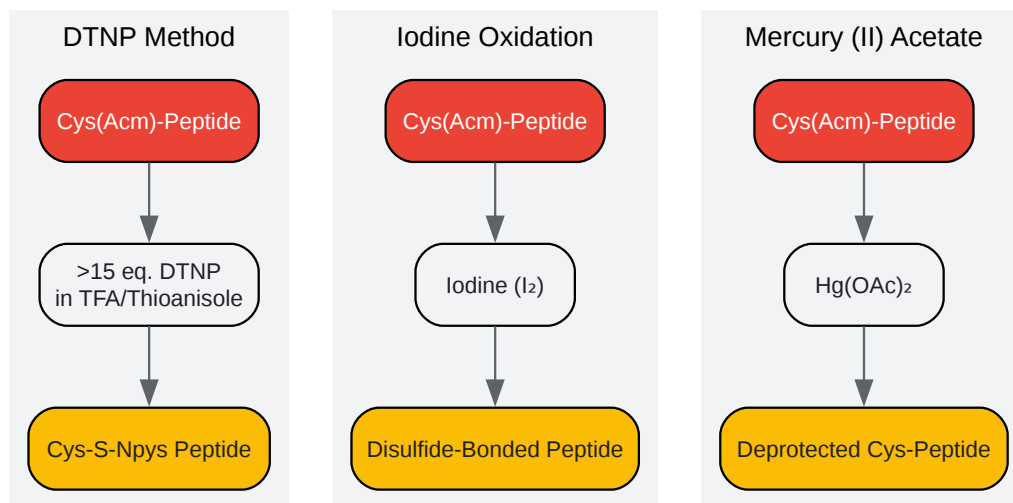 DTNP Method
Cys(Acm)-Peptide
>15 eq. DTNP
in TFA/Thioanisole
Cys-S-Npys Peptide
Iodine Oxidation
Cys(Acm)-Peptide
Iodine (I₂)
Disulfide-Bonded Peptide
Mercury (II) Acetate
Cys(Acm)-Peptide
Hg(OAc)₂
Deprotected Cys-Peptide